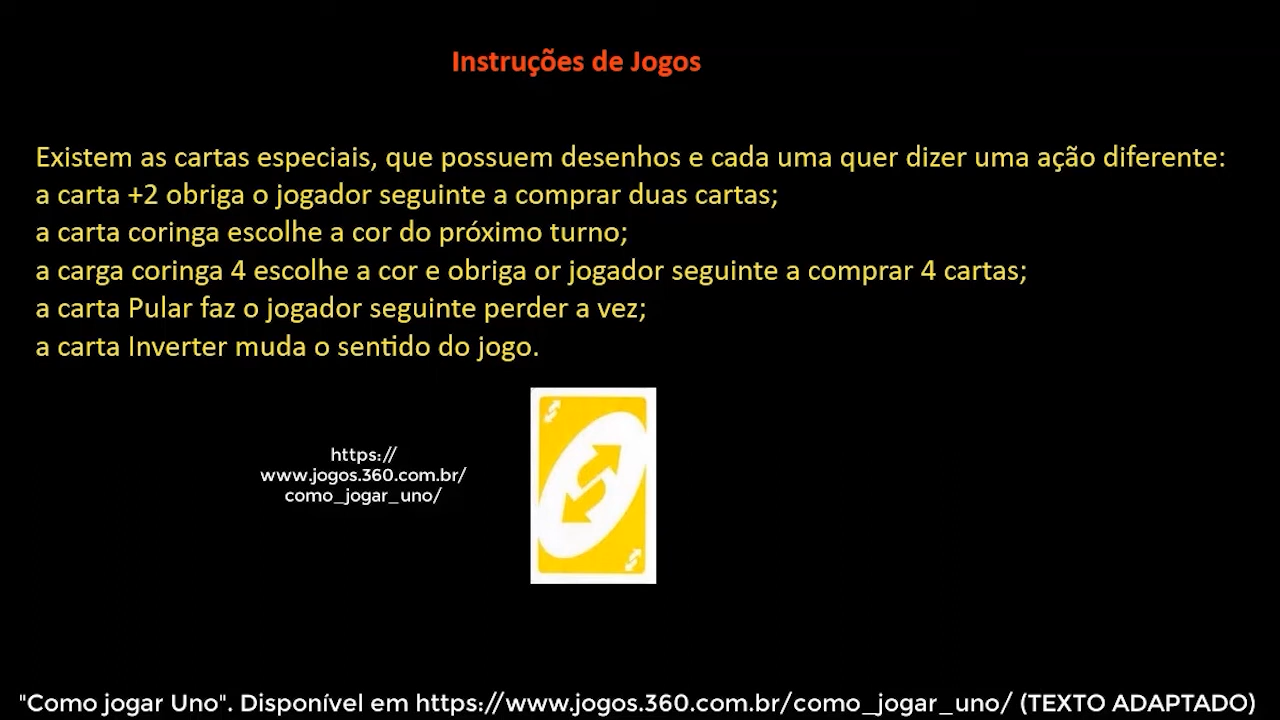 Instruções de Jogos
Existem as cartas especiais, que possuem desenhos e cada uma quer dizer uma ação diferente:
a carta +2 obriga o jogador seguinte a comprar duas cartas;
a carta coringa escolhe a cor do próximo turno;
a carga coringa 4 escolhe a cor e obriga or jogador seguinte a comprar 4 cartas;
a carta Pular faz o jogador seguinte perder a vez;
a carta Inverter muda o sentido do jogo.
https://
www.jogos.360.com.br/
como_jogar_uno/
"Como jogar Uno". Disponível em https://www.jogos.360.com.br/como_jogar_uno/ (TEXTO ADAPTADO)